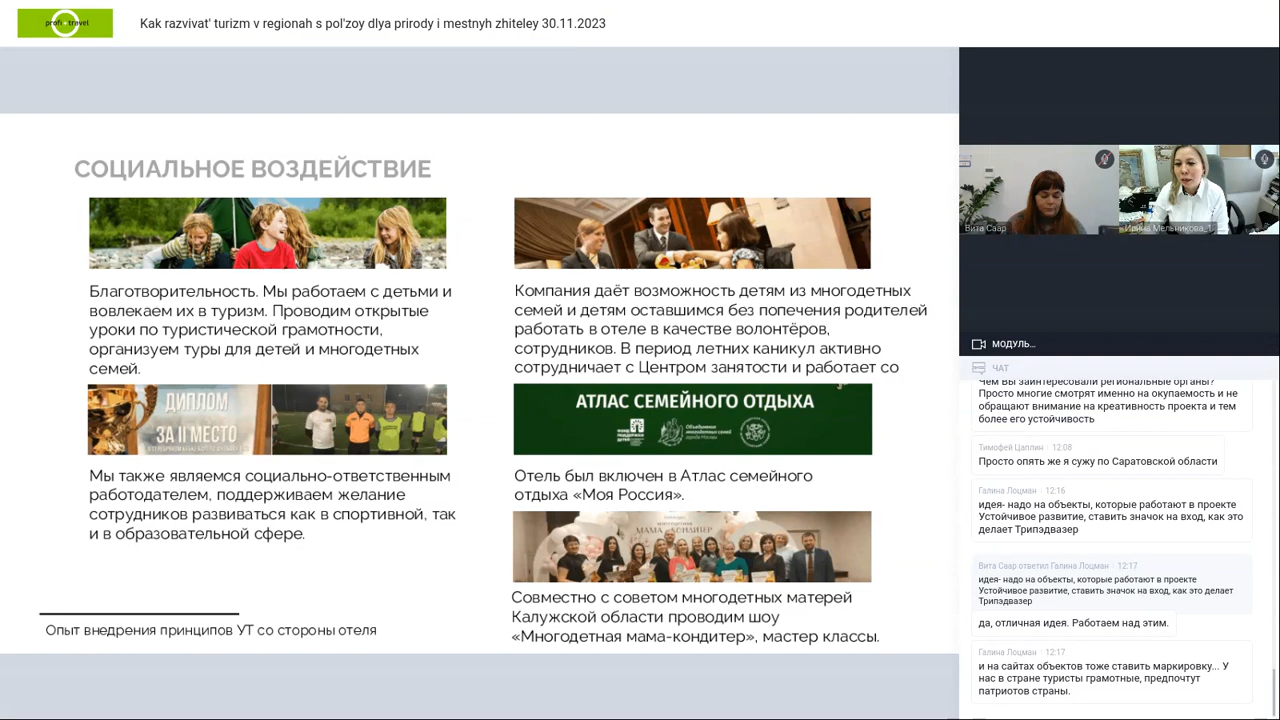 profi travel
Kak razvivat' turizm v regionah s pol'zoy dlya prirody i mestnyh zhiteley 30.11.2023
СОЦИАЛЬНОЕ ВОЗДЕЙСТВИЕ
Благотворительность. Мы работаем с детьми и
вовлекаем их в туризм. Проводим открытые
уроки по туристической грамотности,
организуем туры для детей и многодетных
семей.
ДИПЛОМ
ЗА II МЕСТО
Мы также являемся социально-ответственным
работодателем, поддерживаем желание
сотрудников развиваться как в спортивной, так
и в образовательной сфере.
Опыт внедрения принципов УТ со стороны отеля
Компания даёт возможность детям из многодетных
семей и детям оставшимся без попечения родителей
работать в отеле в качестве волонтёров,
сотрудников. В период летних каникул активно
сотрудничает с Центром занятости и работает со
АТЛАС СЕМЕЙНОГО ОТДЫХА
Отель был включен в Атлас семейного
отдыха «Моя Россия».
МАМА КОНДИТЕР
Совместно с советом многодетных матерей
Калужской области проводим шоу
«Многодетная мама-кондитер», мастер классы.
Вита Саар
Ирина Мельникова_1
МОДУЛЬ...
ЧАТ
Чем Вы заинтересовали региональные органы?
Просто многие смотрят именно на окупаемость и не
обращают внимание на креативность проекта и тем
более его устойчивость
Тимофей Цаплин · 12:08
Просто опять же я сужу по Саратовской области
Галина Лоцман · 12:16
идея- надо на объекты, которые работают в проекте
Устойчивое развитие, ставить значок на вход, как это
делает Трипэдвазер
Вита Саар ответил Галина Лоцман · 12:17
идея- надо на объекты, которые работают в проекте
Устойчивое развитие, ставить значок на вход, как это делает
Трипэдвазер
да, отличная идея. Работаем над этим.
Галина Лоцман · 12:17
и на сайтах объектов тоже ставить маркировку... У
нас в стране туристы грамотные, предпочтут
патриотов страны.